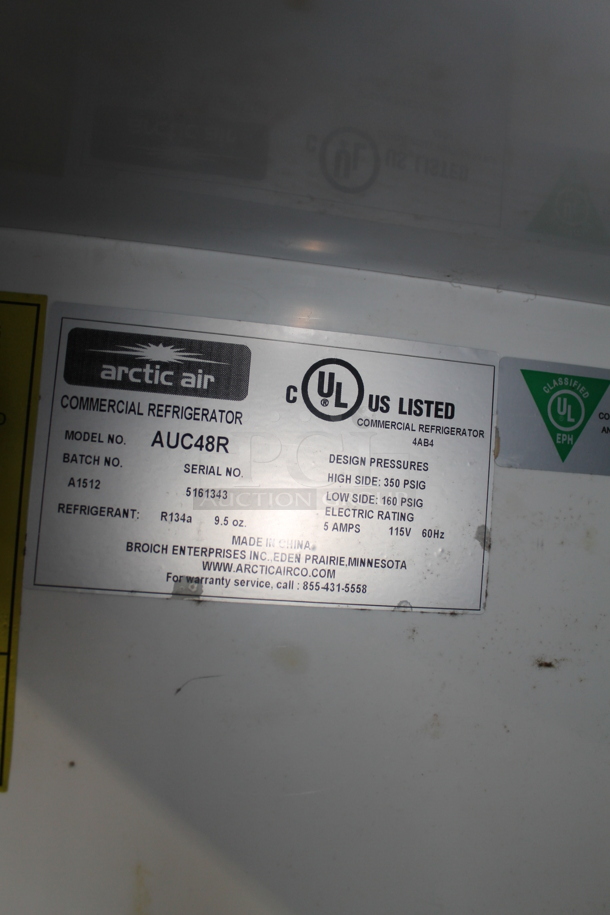 arctic air
COMMERCIAL REFRIGERATOR
MODEL NO. AUC48R
BATCH NO. SERIAL NO.
A1512 5161343
REFRIGERANT: R134a 9.5 oz.
C UL ® US LISTED
COMMERCIAL REFRIGERATOR
4AB4
DESIGN PRESSURES
HIGH SIDE: 350 PSIG
LOW SIDE: 160 PSIG
ELECTRIC RATING
5 AMPS 115V 60Hz
MADE IN CHINA
BROICH ENTERPRISES INC.,EDEN PRAIRIE,MINNESOTA
WWW.ARCTICAIRCO.COM
For warranty service, call : 855-431-5558
CLASSIFIED
UL
EPH
PCI
AUCTION